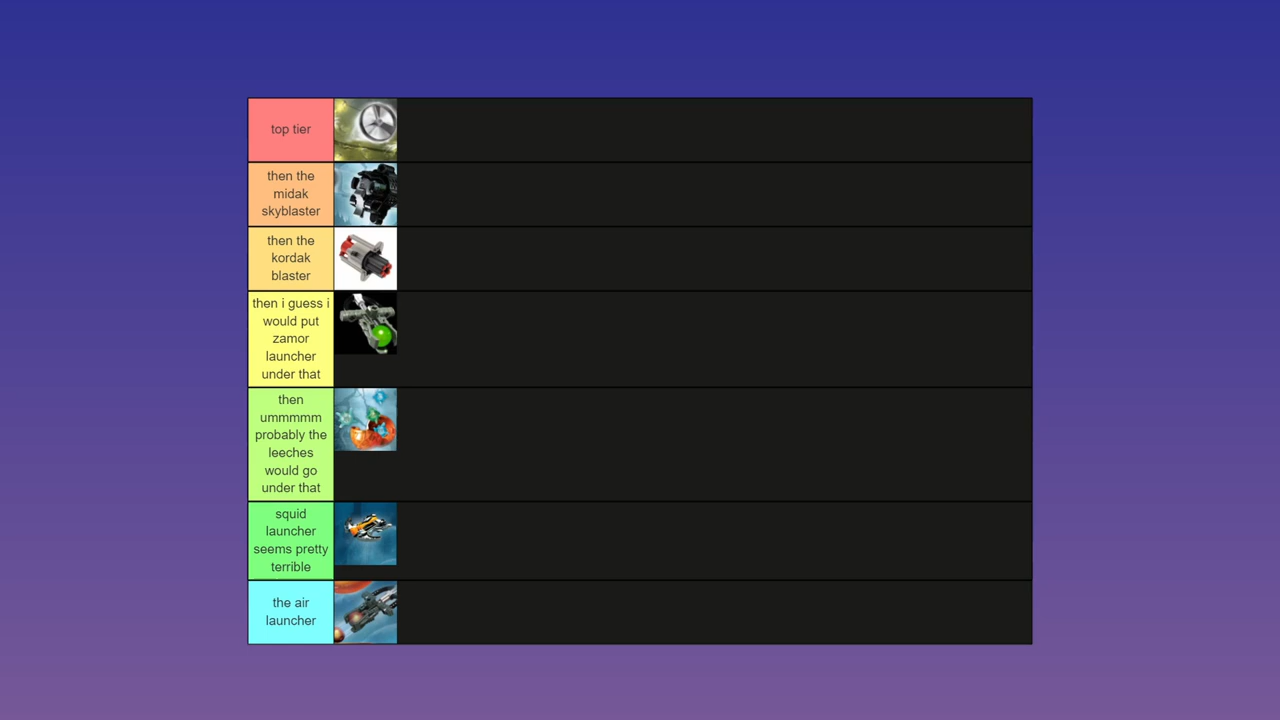 top tier
then the
midak
skyblaster
then the
kordak
blaster
then i guess i
would put
zamor
launcher
under that
then
ummmmm
probably the
leeches
would go
under that
squid
launcher
seems pretty
terrible
the air
launcher